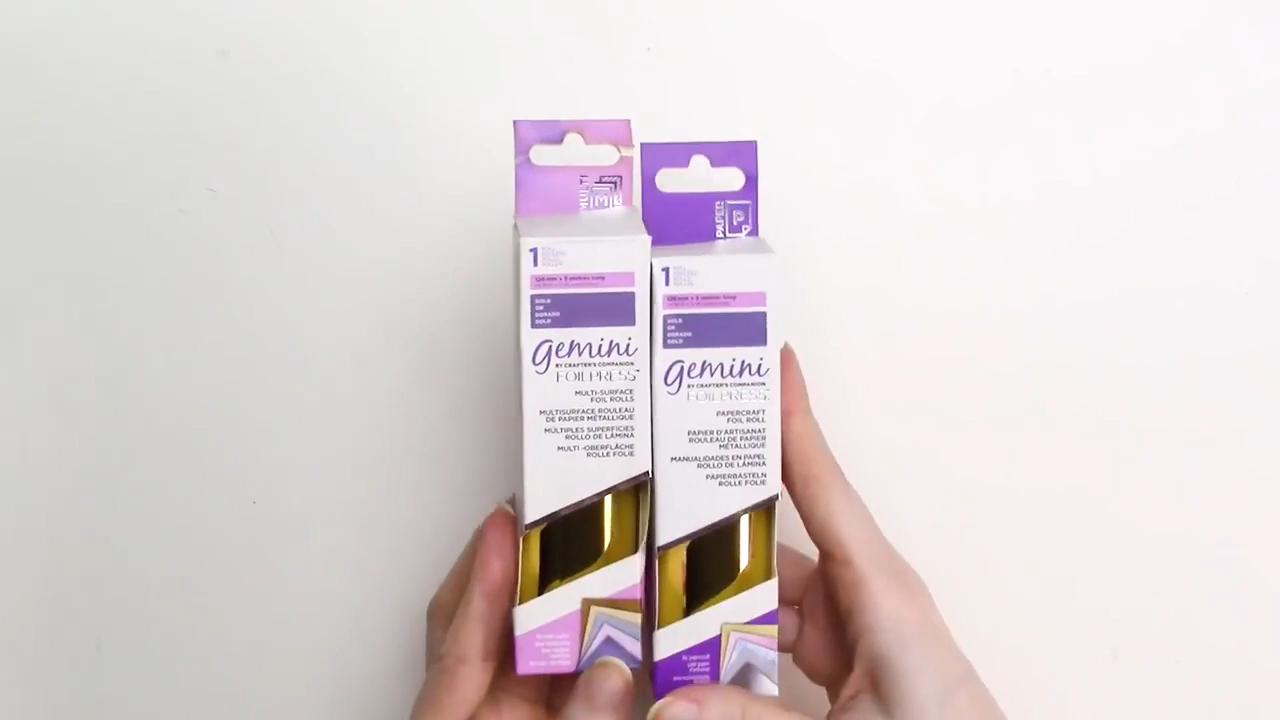 MULTI
M
1
GOLD
OR
DORADO
GOLD
gemini
BY CRAFTER'S COMPANION
FOILPRESS™
MULTI-SURFACE
FOIL ROLLS
MULTISURFACE ROULEAU
DE PAPIER MÉTALLIQUE
MÚLTIPLES SUPERFICIES
ROLLO DE LÁMINA
MULTI -OBERFLÄCHE
ROLLE FOLIE
PAPER
P
1
GOLD
OR
DORADO
GOLD
gemini
BY CRAFTER'S COMPANION
FOILPRESS™
PAPERCRAFT
FOIL ROLL
PAPIER D'ARTISANAT
ROULEAU DE PAPIER
MÉTALLIQUE
MANUALIDADES EN PAPEL
ROLLO DE LÁMINA
PAPIERBASTELN
ROLLE FOLIE